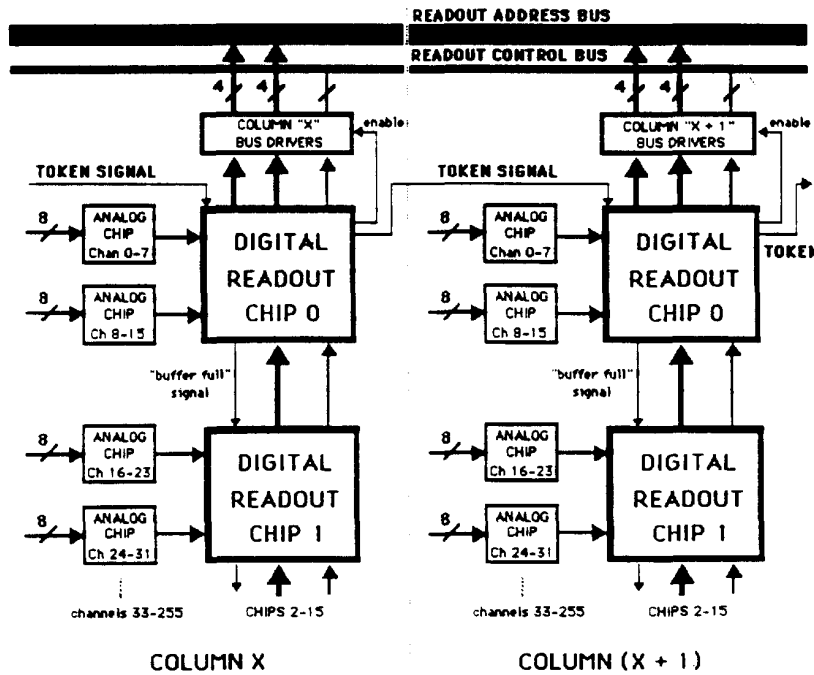 READOUT ADDRESS BUS
READOUT CONTROL BUS
4 4
4 4
COLUMN "X"
BUS DRIVERS
enable
COLUMN "X + 1"
BUS DRIVERS
enable
TOKEN SIGNAL
TOKEN SIGNAL
8
ANALOG
CHIP
Chan 0-7
DIGITAL
READOUT
CHIP 0
8
ANALOG
CHIP
Chan 0-7
DIGITAL
READOUT
CHIP 0
TOKEN
8
ANALOG
CHIP
Ch 8-15
8
ANALOG
CHIP
Ch 8-15
"buffer full"
signal
"buffer full"
signal
8
ANALOG
CHIP
Ch 16-23
DIGITAL
READOUT
CHIP 1
8
ANALOG
CHIP
Ch 16-23
DIGITAL
READOUT
CHIP 1
8
ANALOG
CHIP
Ch 24-31
8
ANALOG
CHIP
Ch 24-31
channels 33-255
CHIPS 2-15
channels 33-255
CHIPS 2-15
COLUMN X
COLUMN (X + 1)